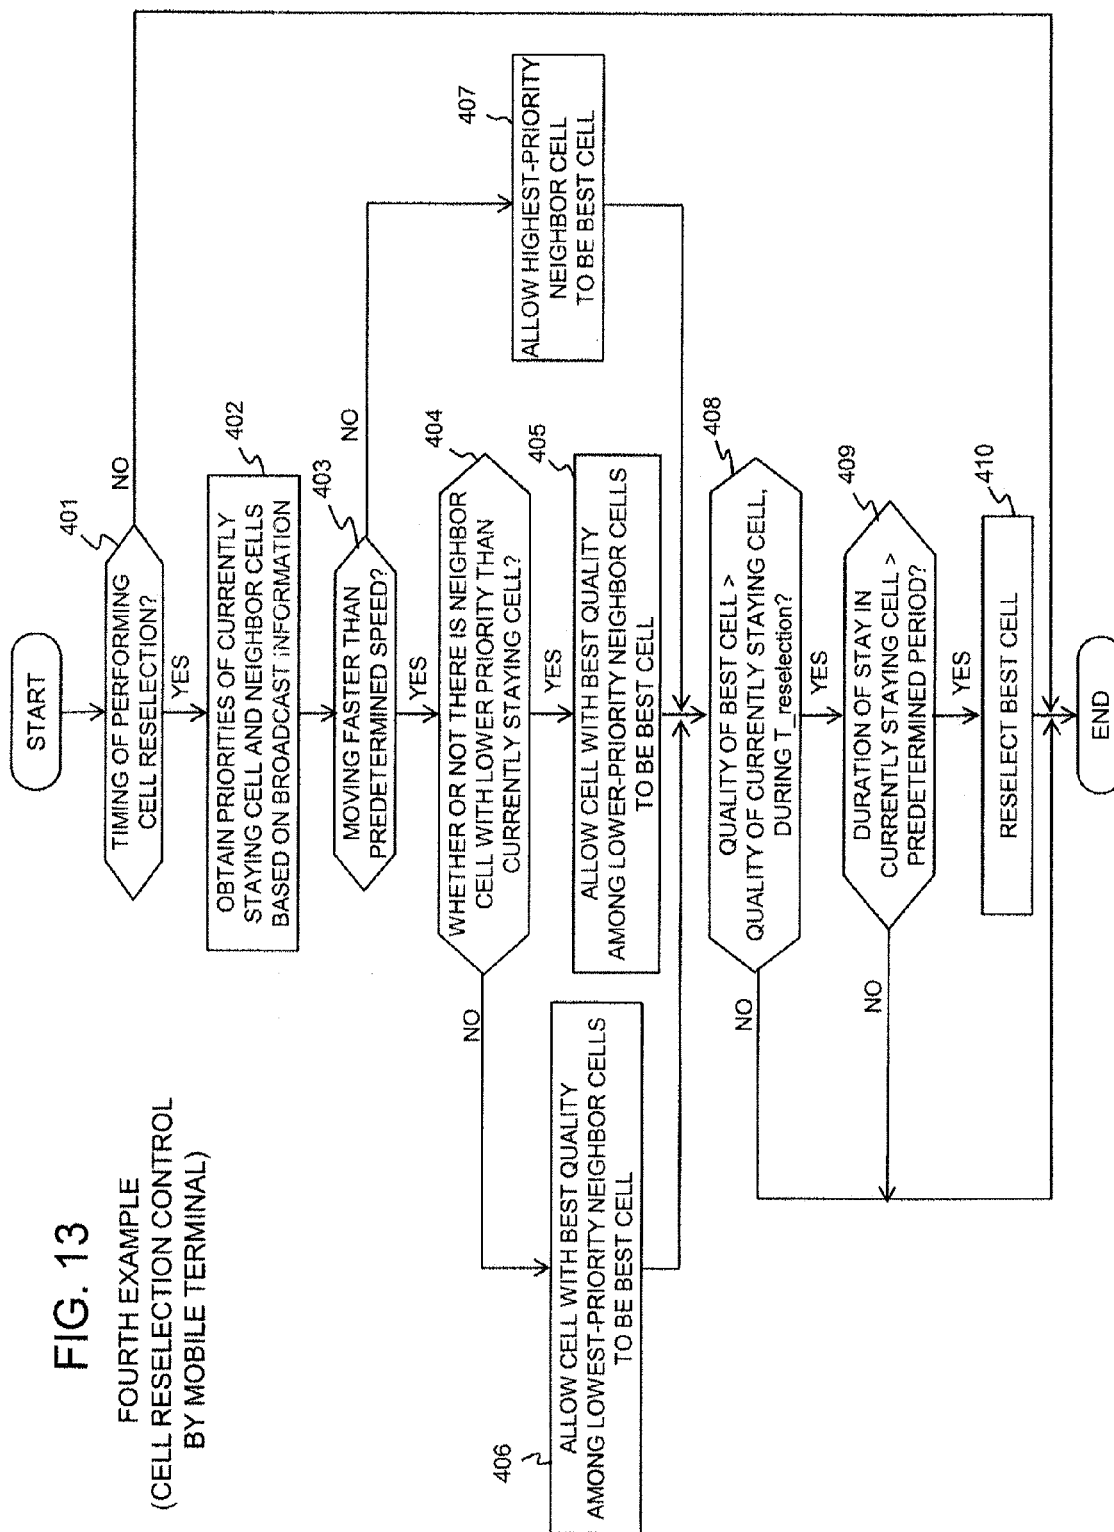 FIG. 13
FOURTH EXAMPLE
(CELL RESELECTION CONTROL
BY MOBILE TERMINAL)
START
401
TIMING OF PERFORMING
CELL RESELECTION?
NO
YES
402
OBTAIN PRIORITIES OF CURRENTLY
STAYING CELL AND NEIGHBOR CELLS
BASED ON BROADCAST INFORMATION
403
MOVING FASTER THAN
PREDETERMINED SPEED?
NO
YES
404
WHETHER OR NOT THERE IS NEIGHBOR
CELL WITH LOWER PRIORITY THAN
CURRENTLY STAYING CELL?
NO
YES
405
ALLOW CELL WITH BEST QUALITY
AMONG LOWER-PRIORITY NEIGHBOR CELLS
TO BE BEST CELL
406
ALLOW CELL WITH BEST QUALITY
AMONG LOWEST-PRIORITY NEIGHBOR CELLS
TO BE BEST CELL
407
ALLOW HIGHEST-PRIORITY
NEIGHBOR CELL
TO BE BEST CELL
408
QUALITY OF BEST CELL >
QUALITY OF CURRENTLY STAYING CELL,
DURING T_reselection?
NO
YES
409
DURATION OF STAY IN
CURRENTLY STAYING CELL >
PREDETERMINED PERIOD?
NO
YES
410
RESELECT BEST CELL
END